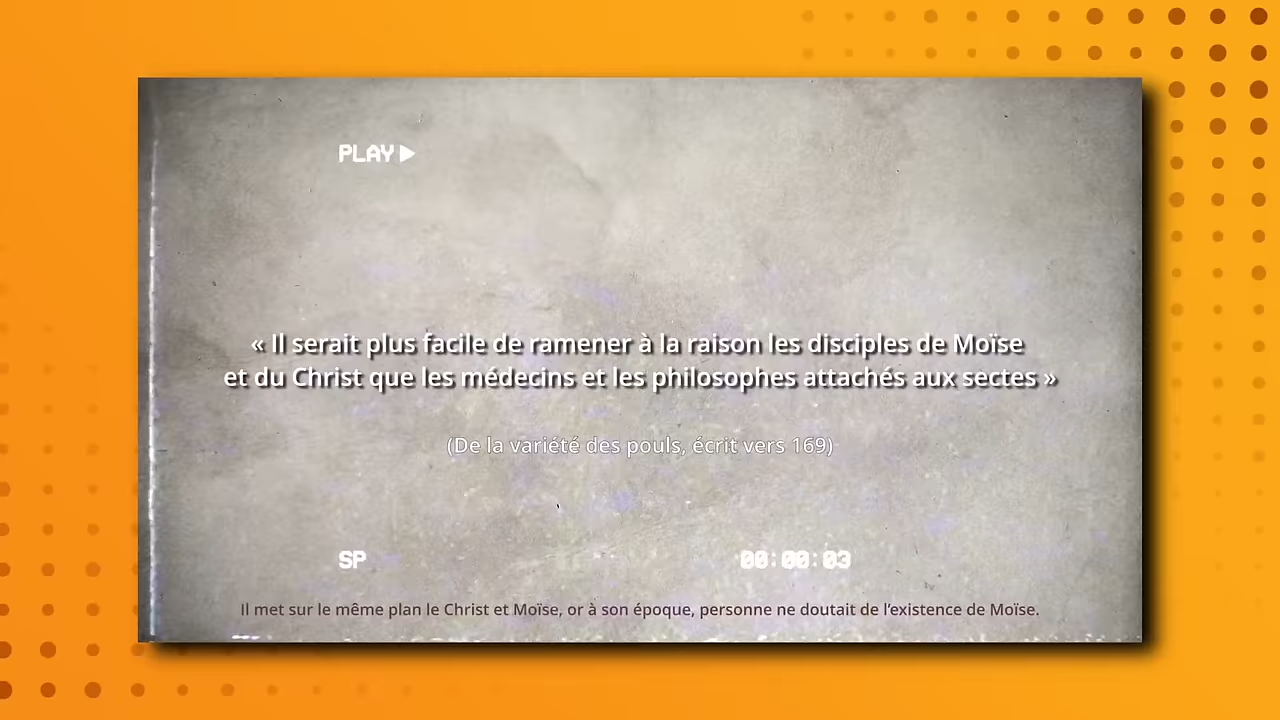 PLAY
« Il serait plus facile de ramener à la raison les disciples de Moïse
et du Christ que les médecins et les philosophes attachés aux sectes »
(De la variété des pouls, écrit vers 169)
SP
00:00:03
Il met sur le même plan le Christ et Moïse, or à son époque, personne ne doutait de l'existence de Moïse.